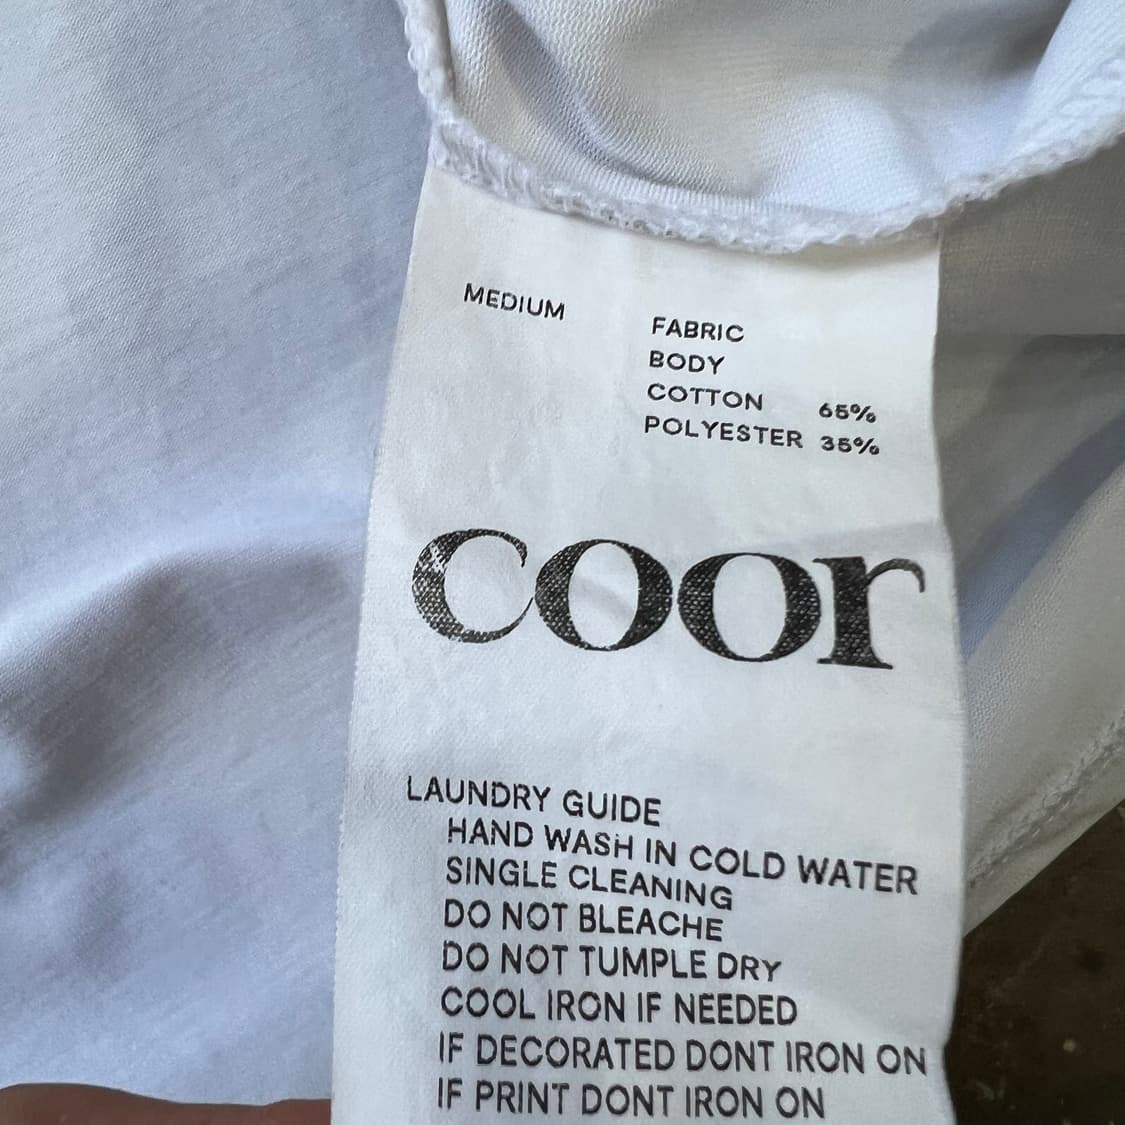 MEDIUM
FABRIC
BODY
COTTON 65%
POLYESTER 35%
coor
LAUNDRY GUIDE
HAND WASH IN COLD WATER
SINGLE CLEANING
DO NOT BLEACHE
DO NOT TUMPLE DRY
COOL IRON IF NEEDED
IF DECORATED DONT IRON ON
IF PRINT DONT IRON ON